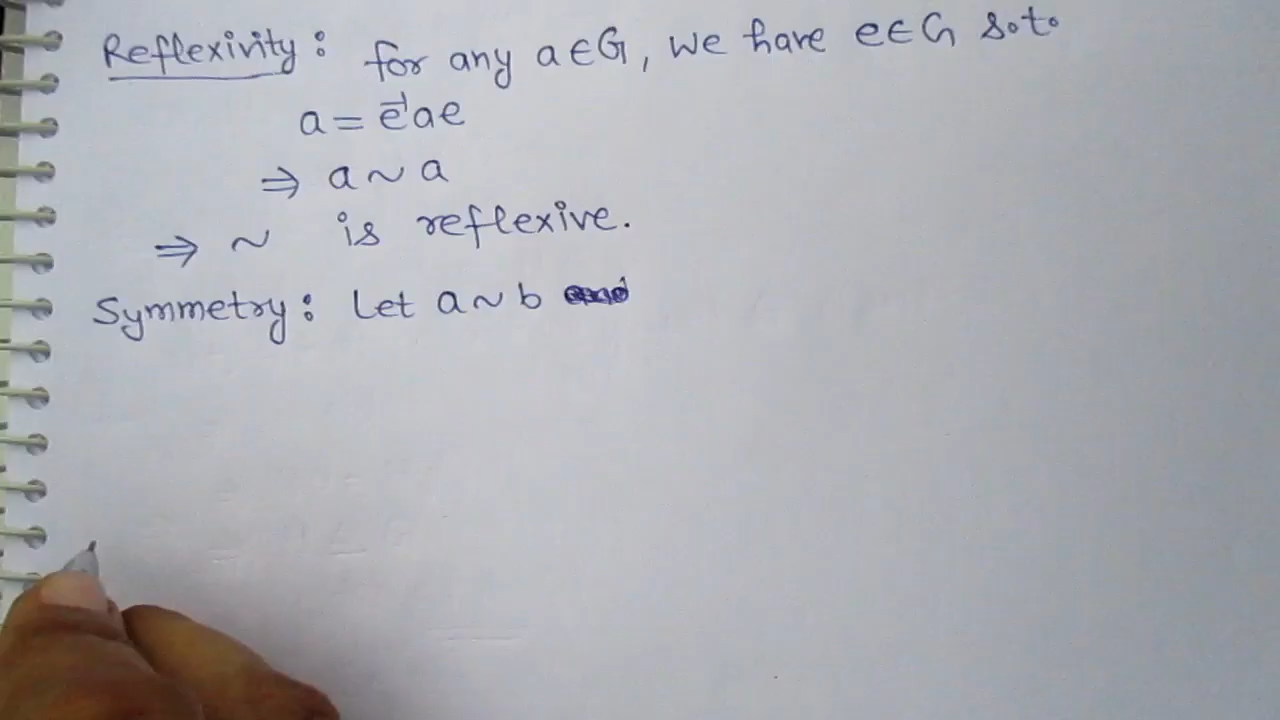 Reflexivity: for any a∈G, we have e∈G s.t.
a = e⁻¹ae
⇒ a ~ a
⇒ ~ is reflexive.
Symmetry: Let a ~ b